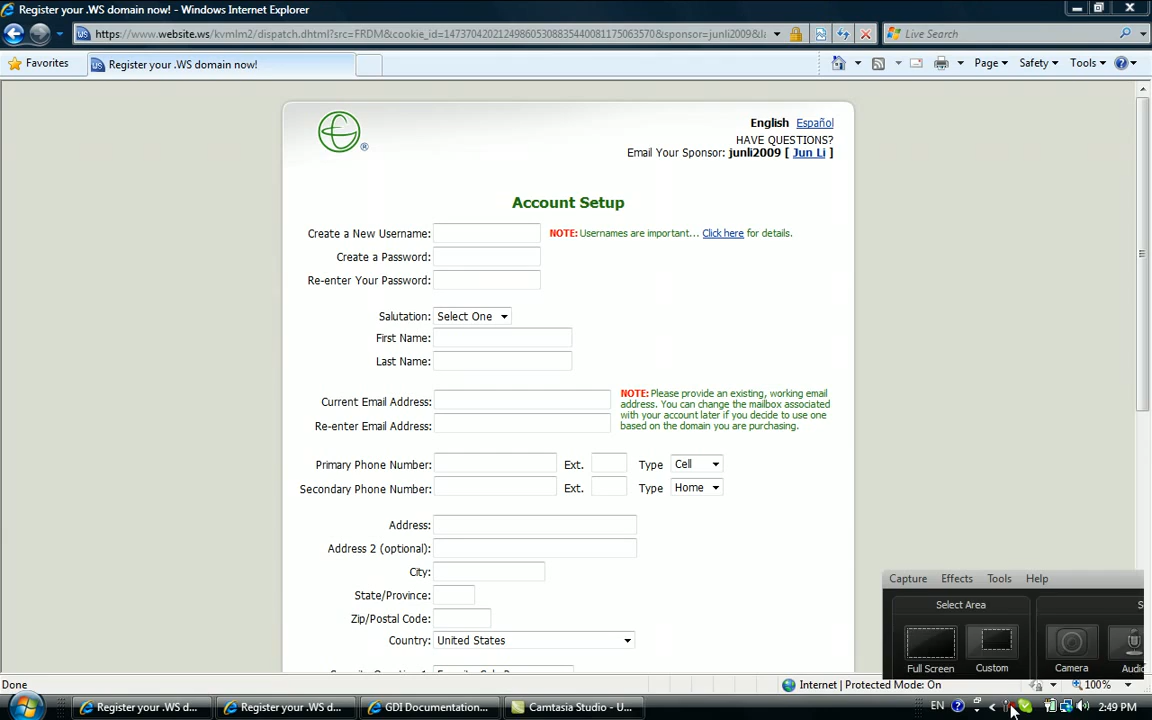 Register your .WS domain now! - Windows Internet Explorer
https://www.website.ws/kvmlm2/dispatch.dhtml?src=FRDM&cookie_id=14737042021249860530883544008117506357​0&sponsor=junli2009&la
Live Search
Favorites
Register your .WS domain now!
Page
Safety
Tools
English Español
HAVE QUESTIONS?
Email Your Sponsor: junli2009 [ Jun Li ]
Account Setup
Create a New Username:
NOTE: Usernames are important... Click here for details.
Create a Password:
Re-enter Your Password:
Salutation: Select One
First Name:
Last Name:
Current Email Address:
Re-enter Email Address:
NOTE: Please provide an existing, working email
address. You can change the mailbox associated
with your account later if you decide to use one
based on the domain you are purchasing.
Primary Phone Number: Ext. Type Cell
Secondary Phone Number: Ext. Type Home
Address:
Address 2 (optional):
City:
State/Province:
Zip/Postal Code:
Country: United States
Capture Effects Tools Help
Select Area
Full Screen
Custom
Camera
Audio
Done
Internet | Protected Mode: On
100%
Register your .WS d...
Register your .WS d...
GDI Documentation...
Camtasia Studio - U...
EN
2:49 PM